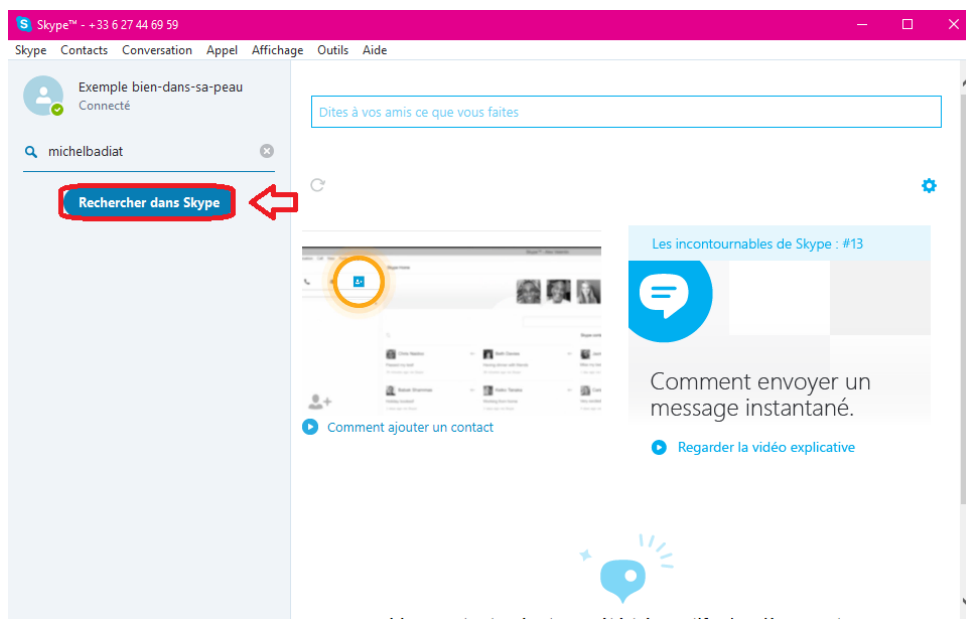 Skype™ - +33 6 27 44 69 59
Skype Contacts Conversation Appel Affichage Outils Aide
Exemple bien-dans-sa-peau
Connecté
michelbadiat
Rechercher dans Skype
Dites à vos amis ce que vous faites
Les incontournables de Skype : #13
Comment envoyer un
message instantané.
Comment ajouter un contact
Regarder la vidéo explicative